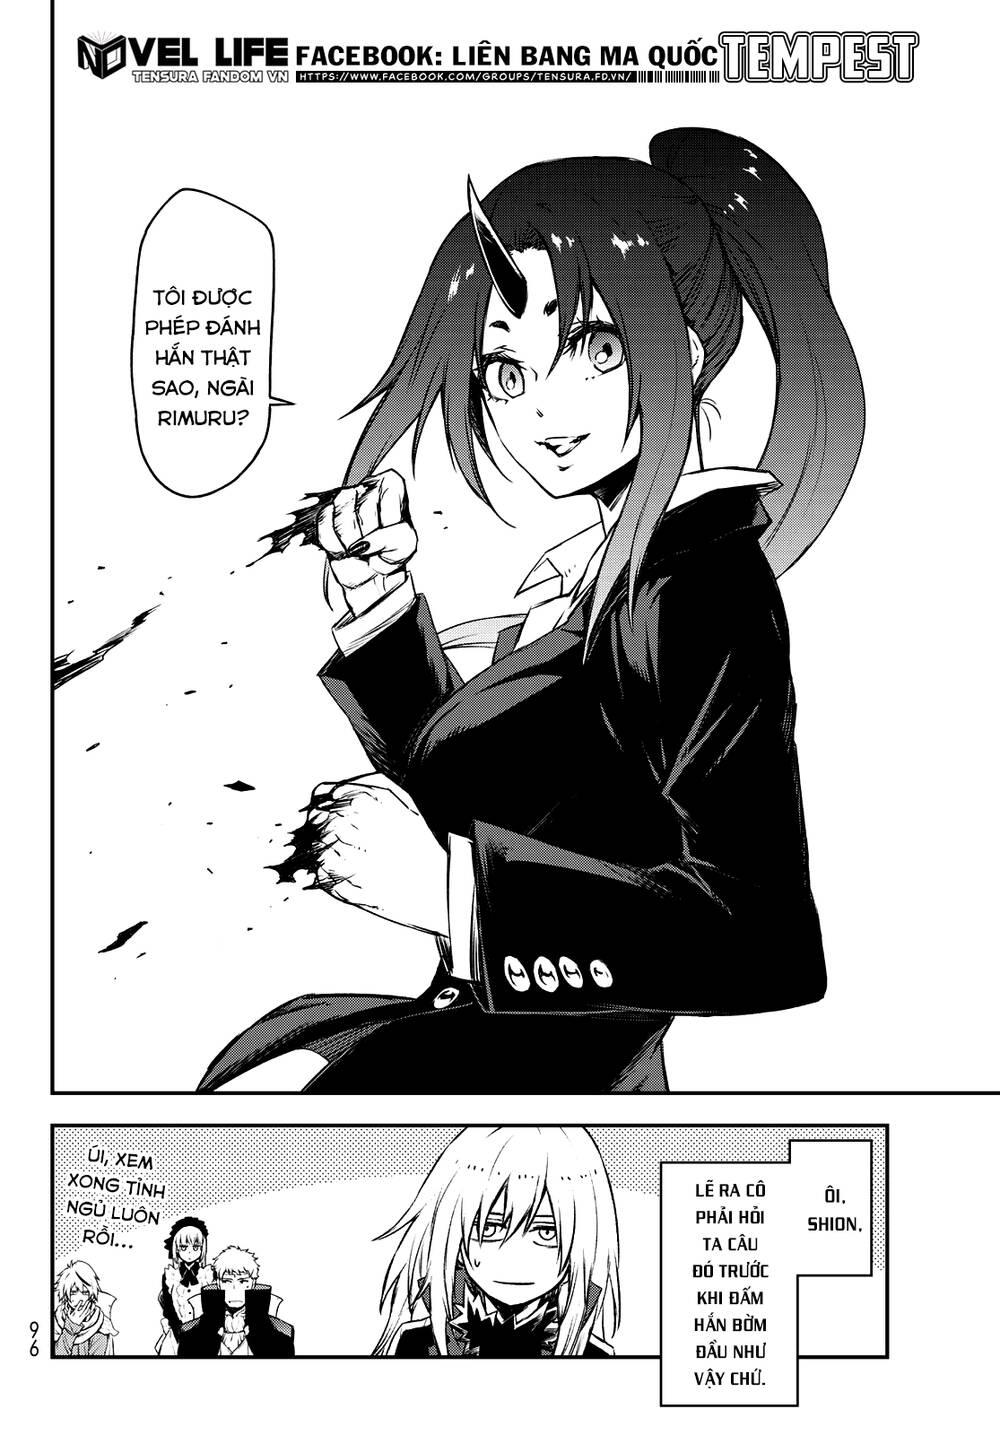 NOVEL LIFE
TENSURA FANDOM VN
FACEBOOK: LIÊN BANG MA QUỐC
HTTPS://WWW.FACEBOOK.COM/GROUPS/TENSURA.FD.VN/
TEMPEST
TÔI ĐƯỢC
PHÉP ĐÁNH
HẮN THẬT
SAO, NGÀI
RIMURU?
ÔI,
SHION,
LẼ RA CÔ
PHẢI HỎI
TA CÂU
ĐÓ TRƯỚC
KHI ĐẤM
HẮN BỜM
ĐẦU NHƯ
VẬY CHỨ.
ÚI, XEM
XONG TỈNH
NGỦ LUÔN
RỒI...
96